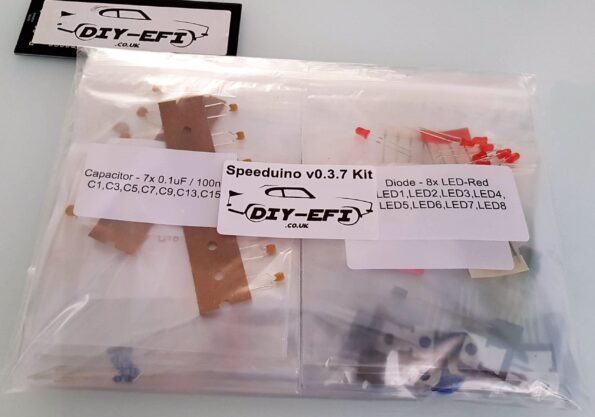 DIY-EFI
.CO.UK
Capacitor - 7x 0.1uF / 100n
C1,C3,C5,C7,C9,C13,C15
Speeduino v0.3.7 Kit
DIY-EFI
.CO.UK
Diode - 8x LED-Red
LED1,LED2,LED3,LED4,
LED5,LED6,LED7,LED8